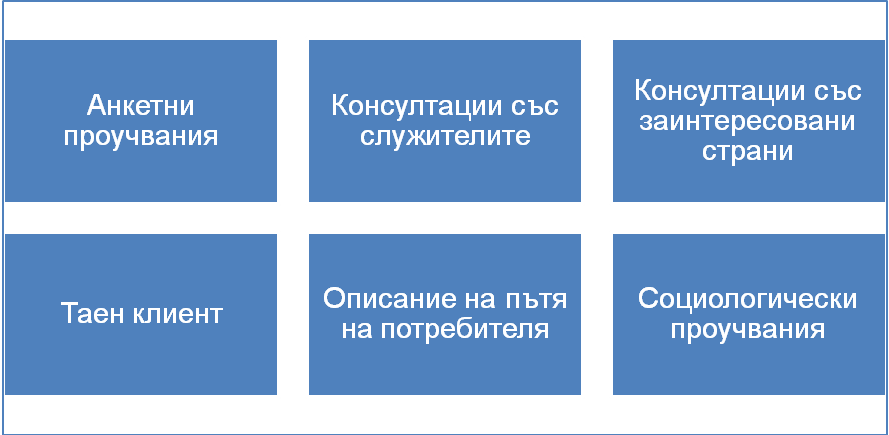 Анкетни
проучвания
Консултации със
служителите
Консултации със
заинтересовани
страни
Таен клиент
Описание на пътя
на потребителя
Социологически
проучвания